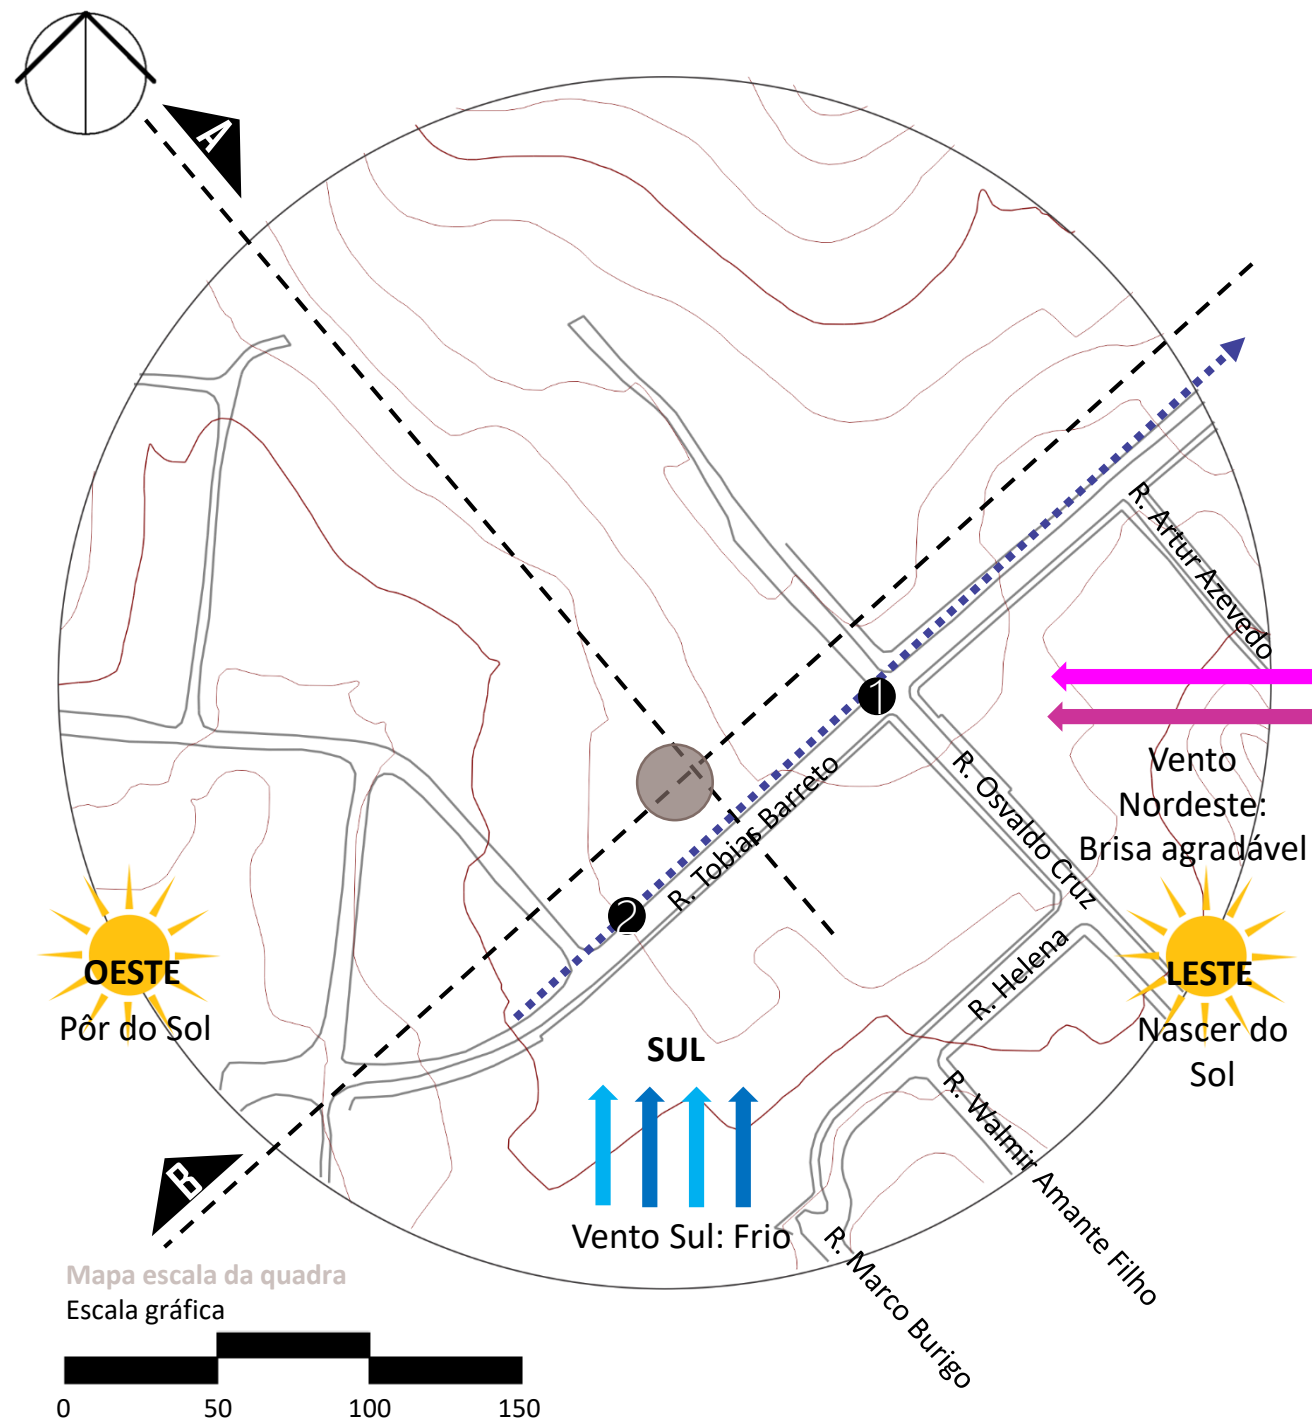 A
R. Artur Azevedo
1
R. Tobias Barreto
R. Osvaldo Cruz
Vento
Nordeste:
Brisa agradável
2
R. Helena
OESTE
Pôr do Sol
LESTE
Nascer do
Sol
SUL
Vento Sul: Frio
R. Walmir Amante Filho
R. Marco Burigo
B
Mapa escala da quadra
Escala gráfica
0 50 100 150